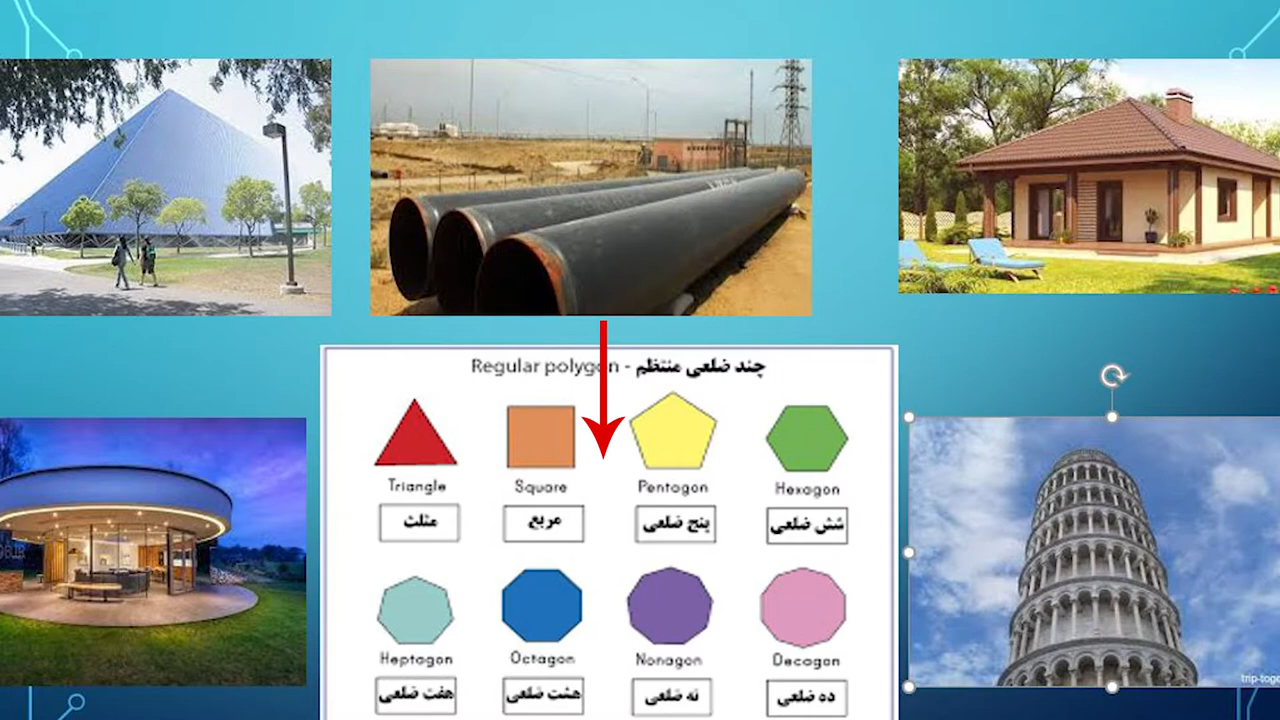 Regular polygon - چند ضلعی منتظم
Triangle Square Pentagon Hexagon
مثلث مربع پنج ضلعی شش ضلعی
Heptagon Octagon Nonagon Decagon
هفت ضلعی هشت ضلعی نه ضلعی ده ضلعی